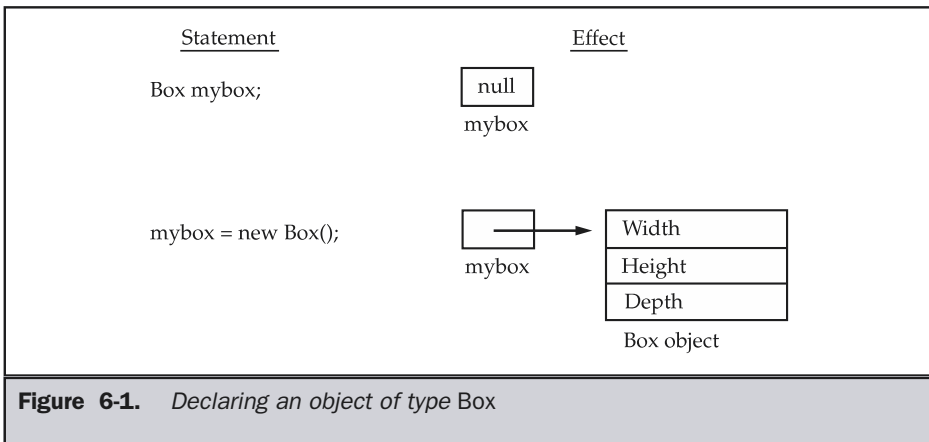 Statement Effect
Box mybox; null
mybox
mybox = new Box(); Width
mybox Height
Depth
Box object
Figure 6-1. Declaring an object of type Box